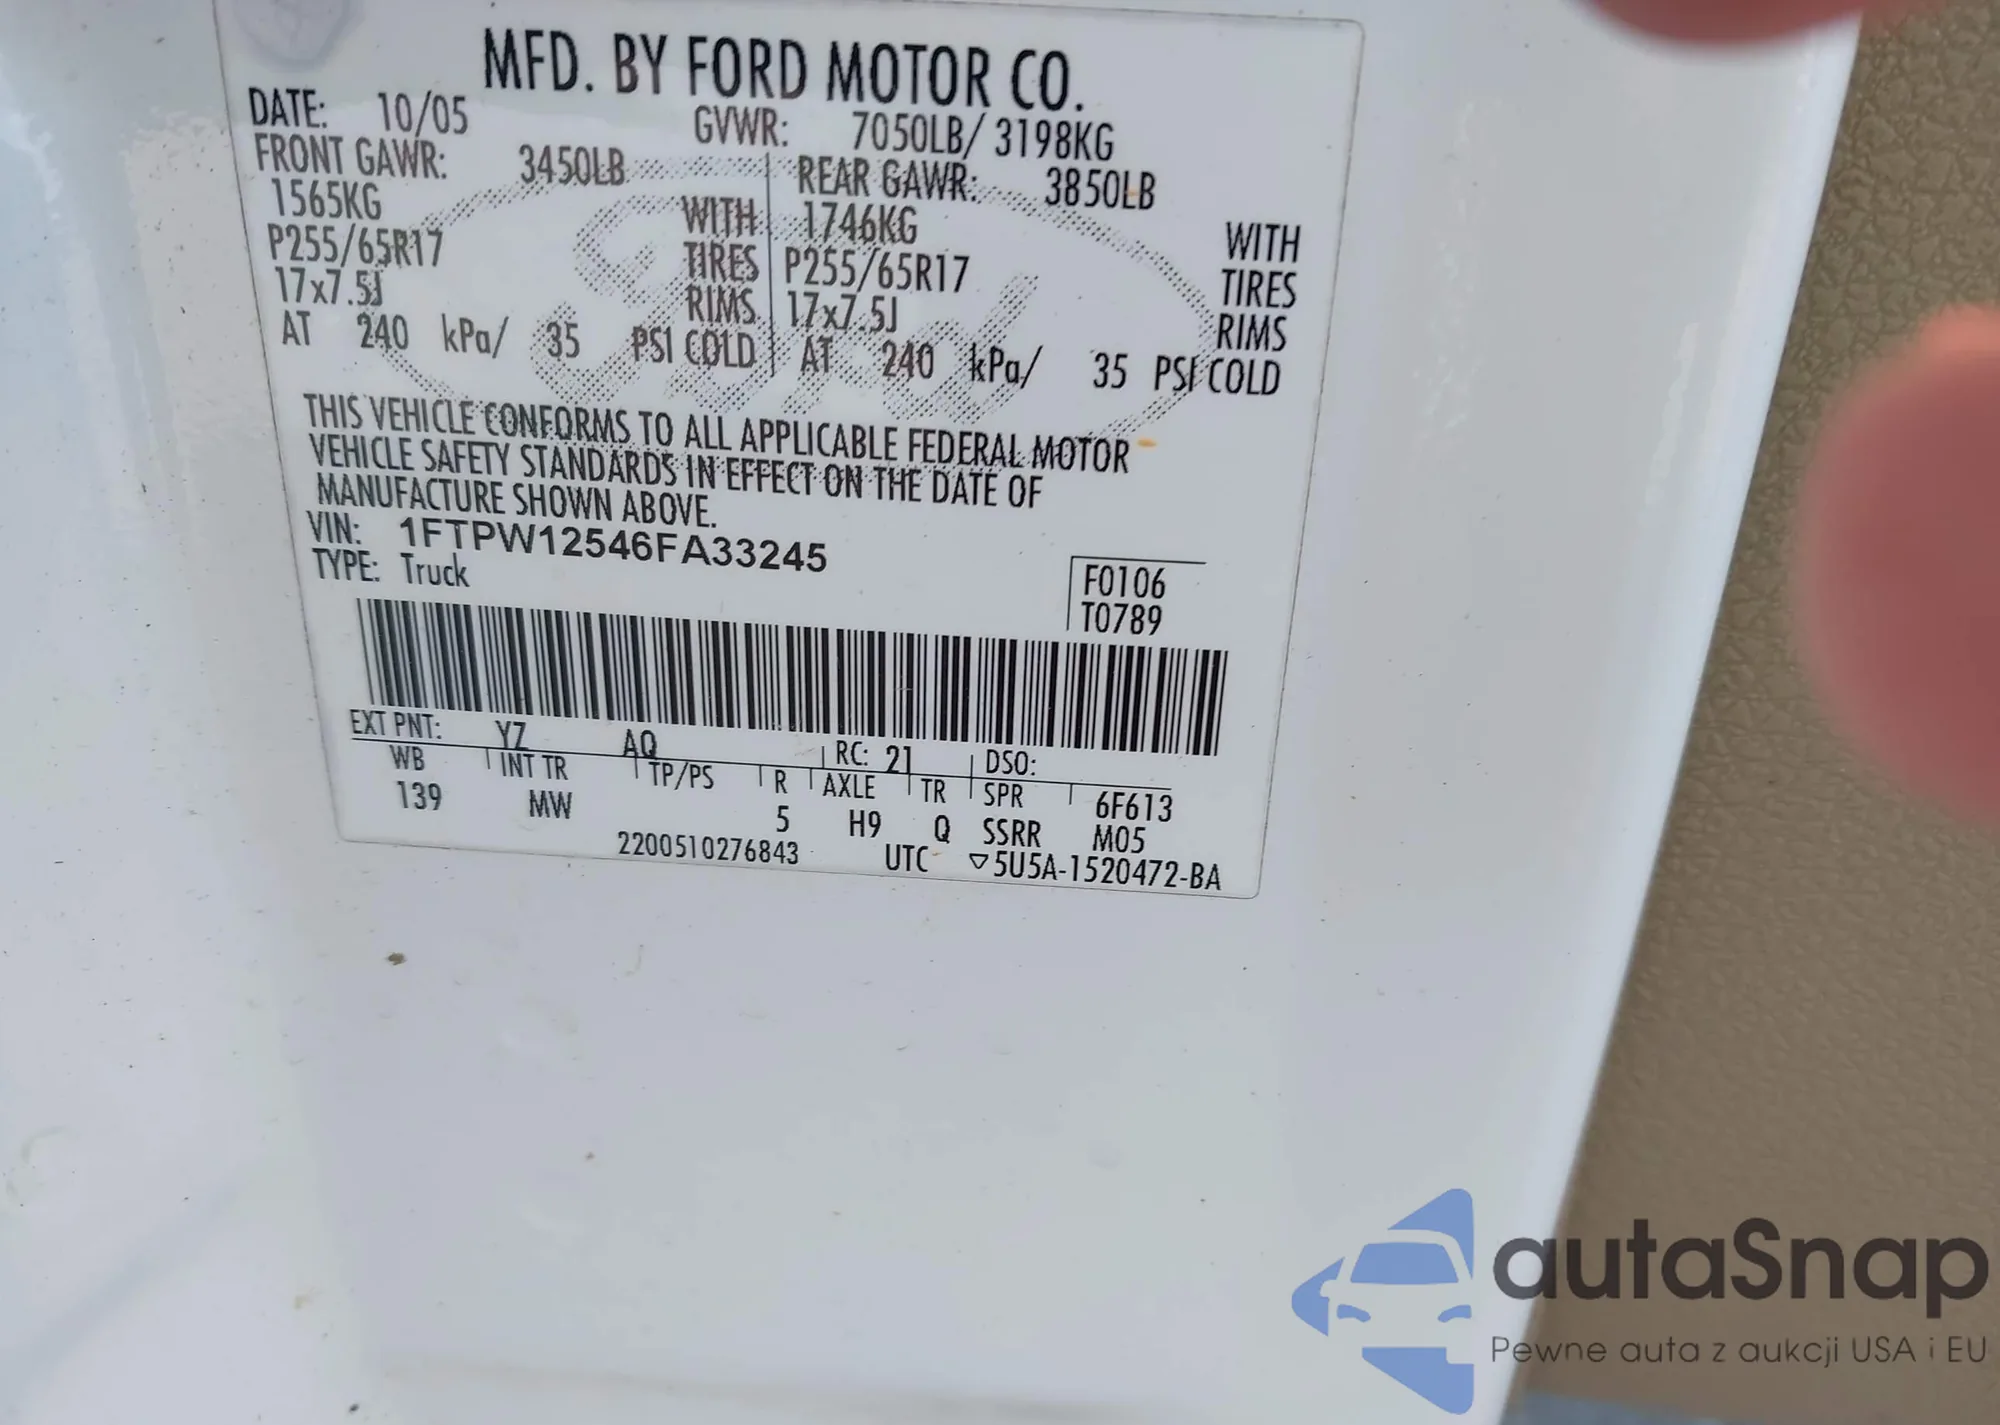 MFD. BY FORD MOTOR CO.
DATE: 10/05 GVWR: 7050LB/ 3198KG
FRONT GAWR: 3450LB REAR GAWR: 3850LB
1565KG WITH 1746KG WITH
P255/65R17 TIRES P255/65R17 TIRES
17x7.5J RIMS 17x7.5J RIMS
AT 240 kPa/ 35 PSI COLD AT 240 kPa/ 35 PSI COLD
THIS VEHICLE CONFORMS TO ALL APPLICABLE FEDERAL MOTOR
VEHICLE SAFETY STANDARDS IN EFFECT ON THE DATE OF
MANUFACTURE SHOWN ABOVE.
VIN: 1FTPW12546FA33245
TYPE: Truck
F0106
T0789
EXT PNT: YZ AQ RC: 21 DSO:
WB INT TR TP/PS R AXLE TR SPR 6F613
139 MW 5 H9 Q SSRR M05
2200510276843 UTC ▽5U5A-1520472-BA
Ford
autaSnap
Pewne auta z aukcji USA i EU